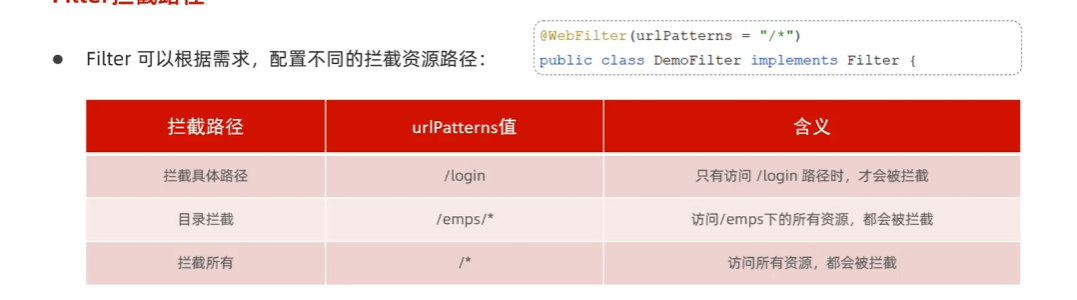 Filter拦截路径
● Filter 可以根据需求，配置不同的拦截资源路径：
@WebFilter(urlPatterns = "/*")
public class DemoFilter implements Filter {
拦截路径 urlPatterns值 含义
拦截具体路径 /login 只有访问 /login 路径时，才会被拦截
目录拦截 /emps/* 访问/emps下的所有资源，都会被拦截
拦截所有 /* 访问所有资源，都会被拦截